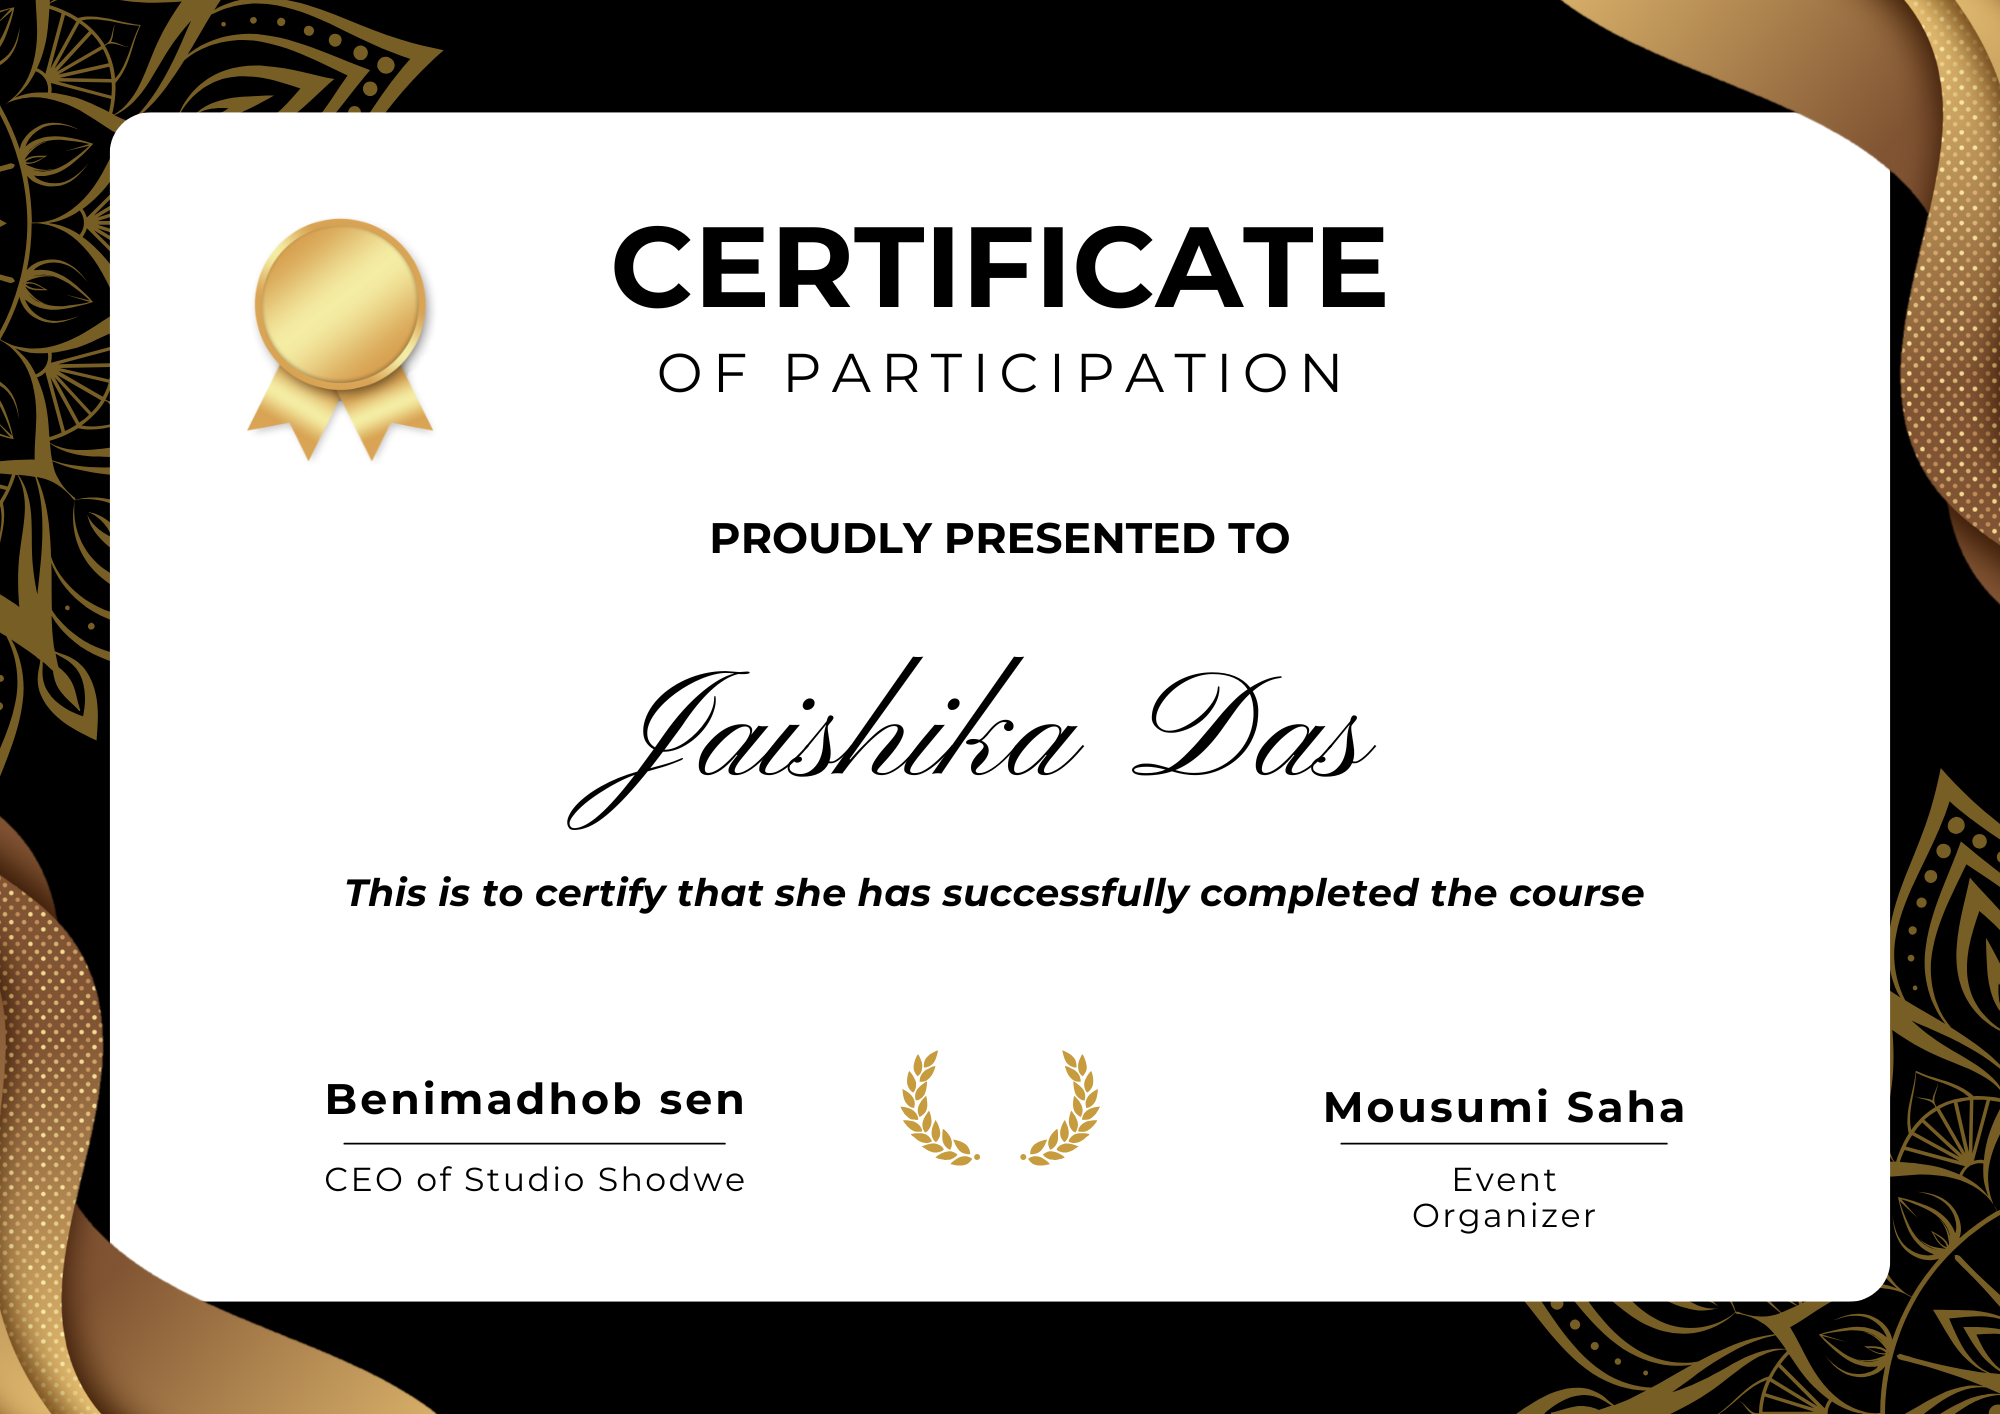 CERTIFICATE
OF PARTICIPATION
PROUDLY PRESENTED TO
Jaishika Das
This is to certify that she has successfully completed the course
Benimadhob sen
CEO of Studio Shodwe
Mousumi Saha
Event
Organizer